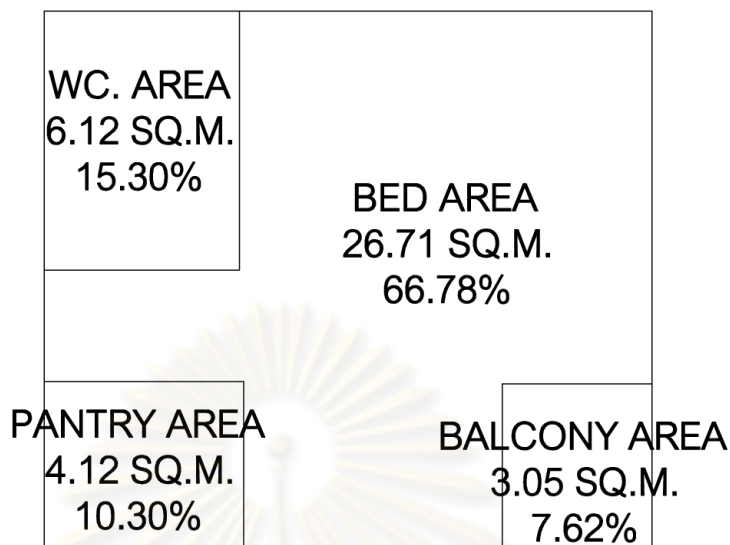 WC. AREA
6.12 SQ.M.
15.30%
BED AREA
26.71 SQ.M.
66.78%
PANTRY AREA
4.12 SQ.M.
10.30%
BALCONY AREA
3.05 SQ.M.
7.62%